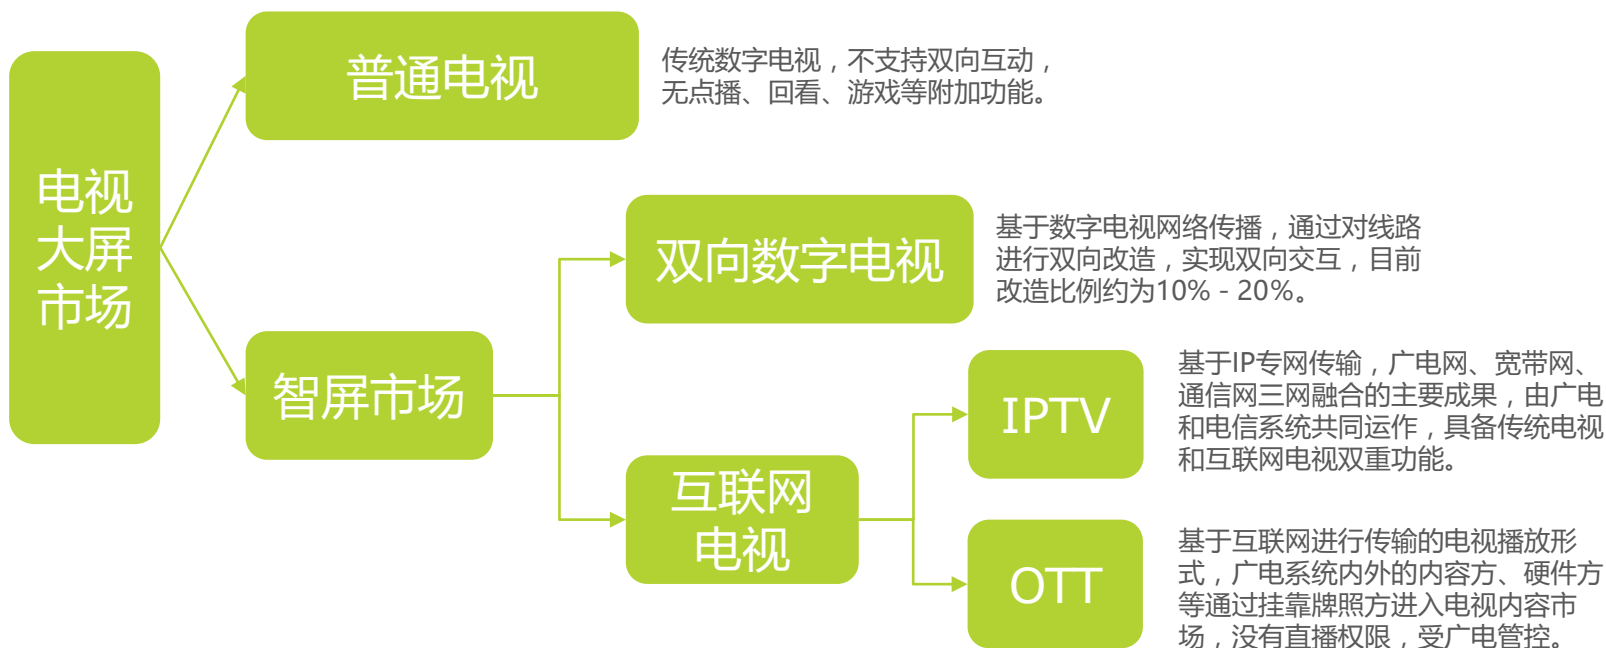 普通电视
传统数字电视，不支持双向互动，
无点播、回看、游戏等附加功能。
电视
大屏
市场
双向数字电视
基于数字电视网络传播，通过对线路
进行双向改造，实现双向交互，目前
改造比例约为10%－20%。
智屏市场
IPTV
基于IP专网传输，广电网、宽带网、
通信网三网融合的主要成果，由广电
和电信系统共同运作，具备传统电视
和互联网电视双重功能。
互联网
电视
OTT
基于互联网进行传输的电视播放形
式，广电系统内外的内容方、硬件方
等通过挂靠牌照方进入电视内容市
场，没有直播权限，受广电管控。